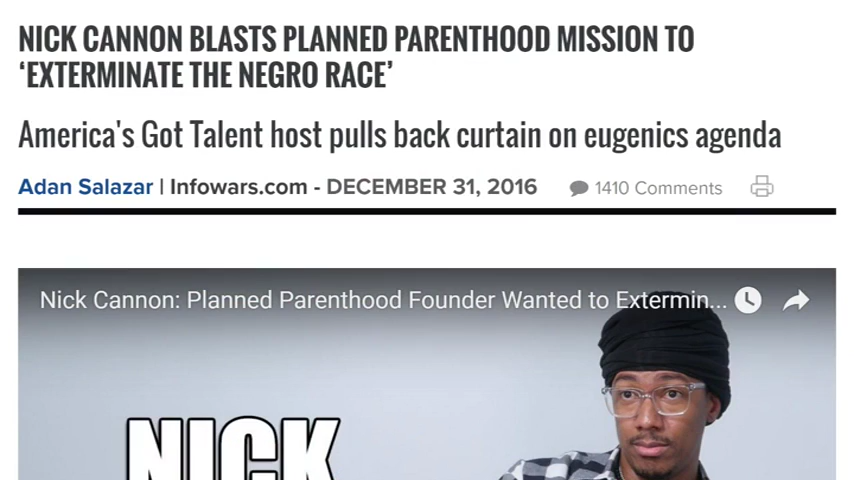 NICK CANNON BLASTS PLANNED PARENTHOOD MISSION TO
‘EXTERMINATE THE NEGRO RACE’
America's Got Talent host pulls back curtain on eugenics agenda
Adan Salazar | Infowars.com - DECEMBER 31, 2016 1410 Comments
Nick Cannon: Planned Parenthood Founder Wanted to Extermin...
NICK